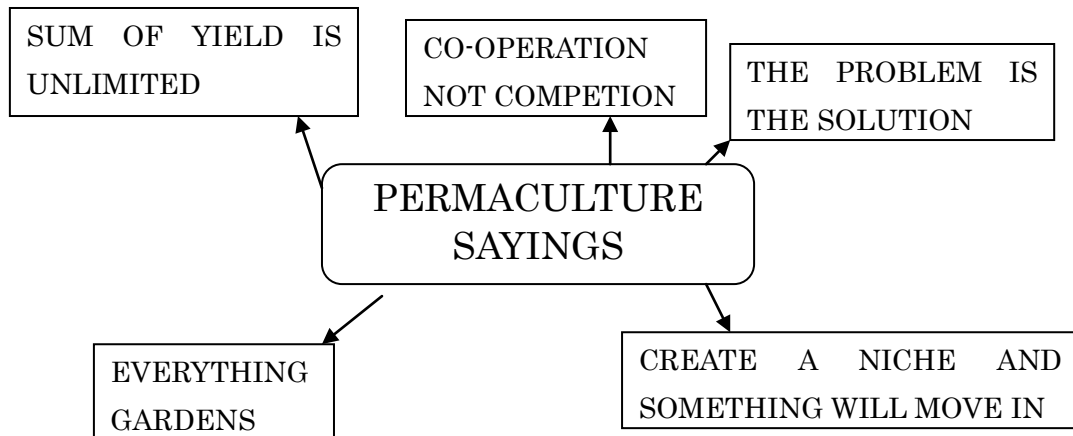 SUM OF YIELD IS
UNLIMITED
CO-OPERATION
NOT COMPETION
THE PROBLEM IS
THE SOLUTION
PERMACULTURE
SAYINGS
EVERYTHING
GARDENS
CREATE A NICHE AND
SOMETHING WILL MOVE IN